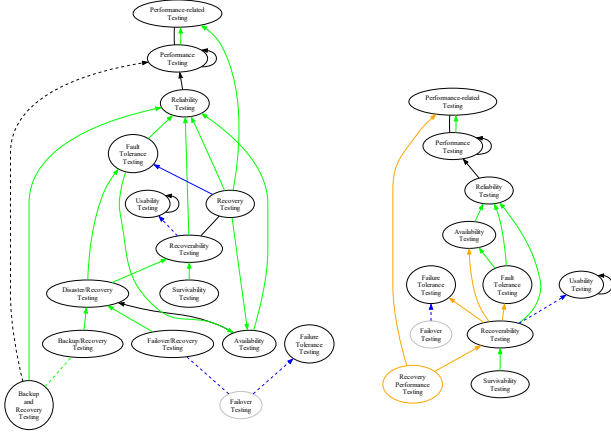 Performance-related
Testing
Performance
Testing
Reliability
Testing
Fault
Tolerance
Testing
Usability
Testing
Recovery
Testing
Recoverability
Testing
Disaster/Recovery
Testing
Survivability
Testing
Backup/Recovery
Testing
Failover/Recovery
Testing
Availability
Testing
Failure
Tolerance
Testing
Backup
and
Recovery
Testing
Failover
Testing
Performance-related
Testing
Performance
Testing
Reliability
Testing
Availability
Testing
Failure
Tolerance
Testing
Fault
Tolerance
Testing
Usability
Testing
Failover
Testing
Recoverability
Testing
Recovery
Performance
Testing
Survivability
Testing